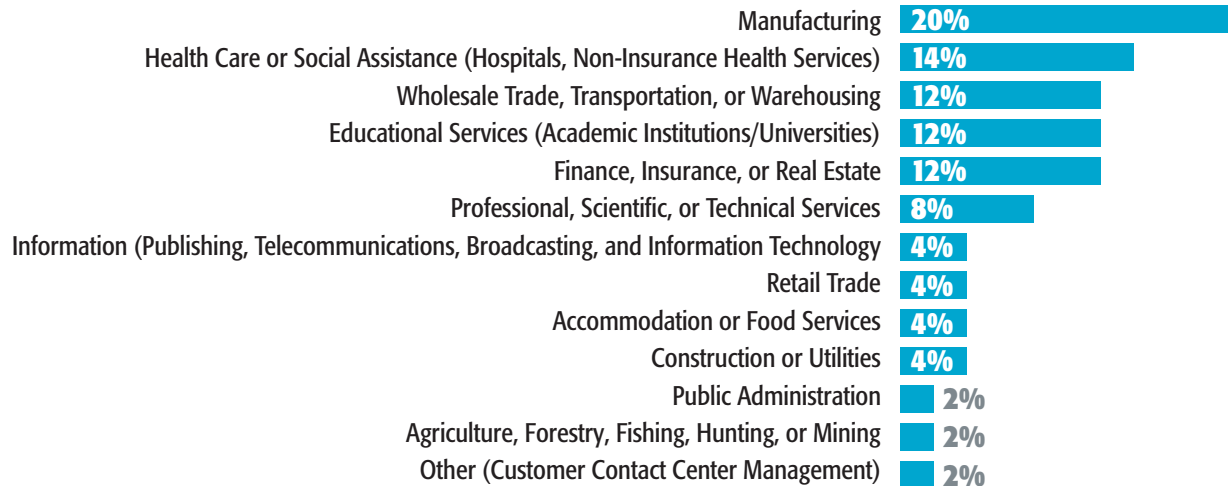 Manufacturing 20%
Health Care or Social Assistance (Hospitals, Non-Insurance Health Services) 14%
Wholesale Trade, Transportation, or Warehousing 12%
Educational Services (Academic Institutions/Universities) 12%
Finance, Insurance, or Real Estate 12%
Professional, Scientific, or Technical Services 8%
Information (Publishing, Telecommunications, Broadcasting, and Information Technology 4%
Retail Trade 4%
Accommodation or Food Services 4%
Construction or Utilities 4%
Public Administration 2%
Agriculture, Forestry, Fishing, Hunting, or Mining 2%
Other (Customer Contact Center Management) 2%